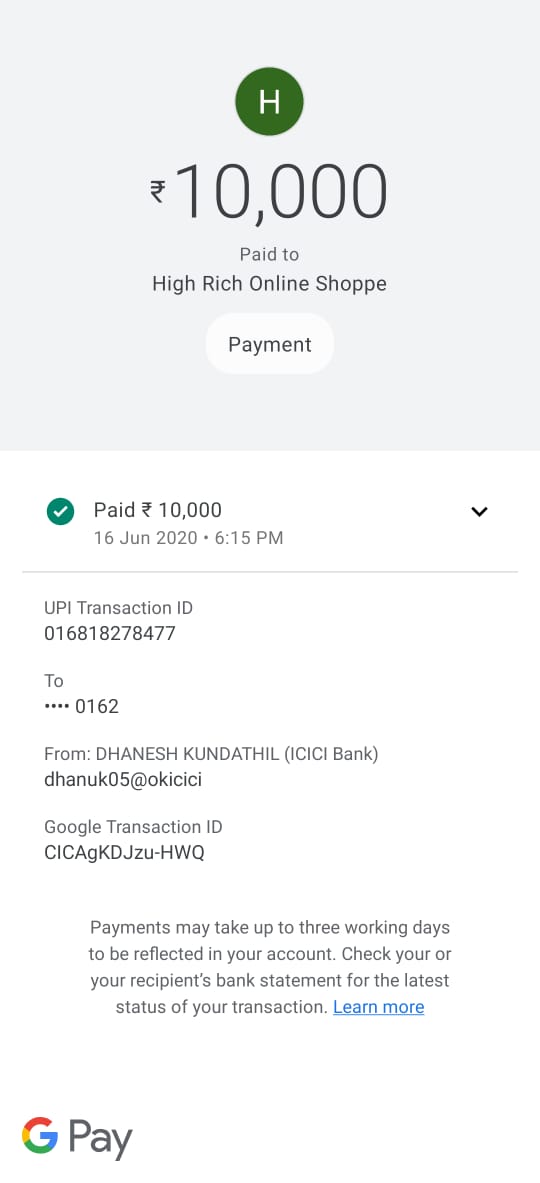 H
₹10,000
Paid to
High Rich Online Shoppe
Payment
Paid ₹ 10,000
16 Jun 2020 • 6:15 PM
UPI Transaction ID
016818278477
To
•••• 0162
From: DHANESH KUNDATHIL (ICICI Bank)
dhanuk05@okicici
Google Transaction ID
CICAgKDJzu-HWQ
Payments may take up to three working days
to be reflected in your account. Check your or
your recipient’s bank statement for the latest
status of your transaction. Learn more
G Pay